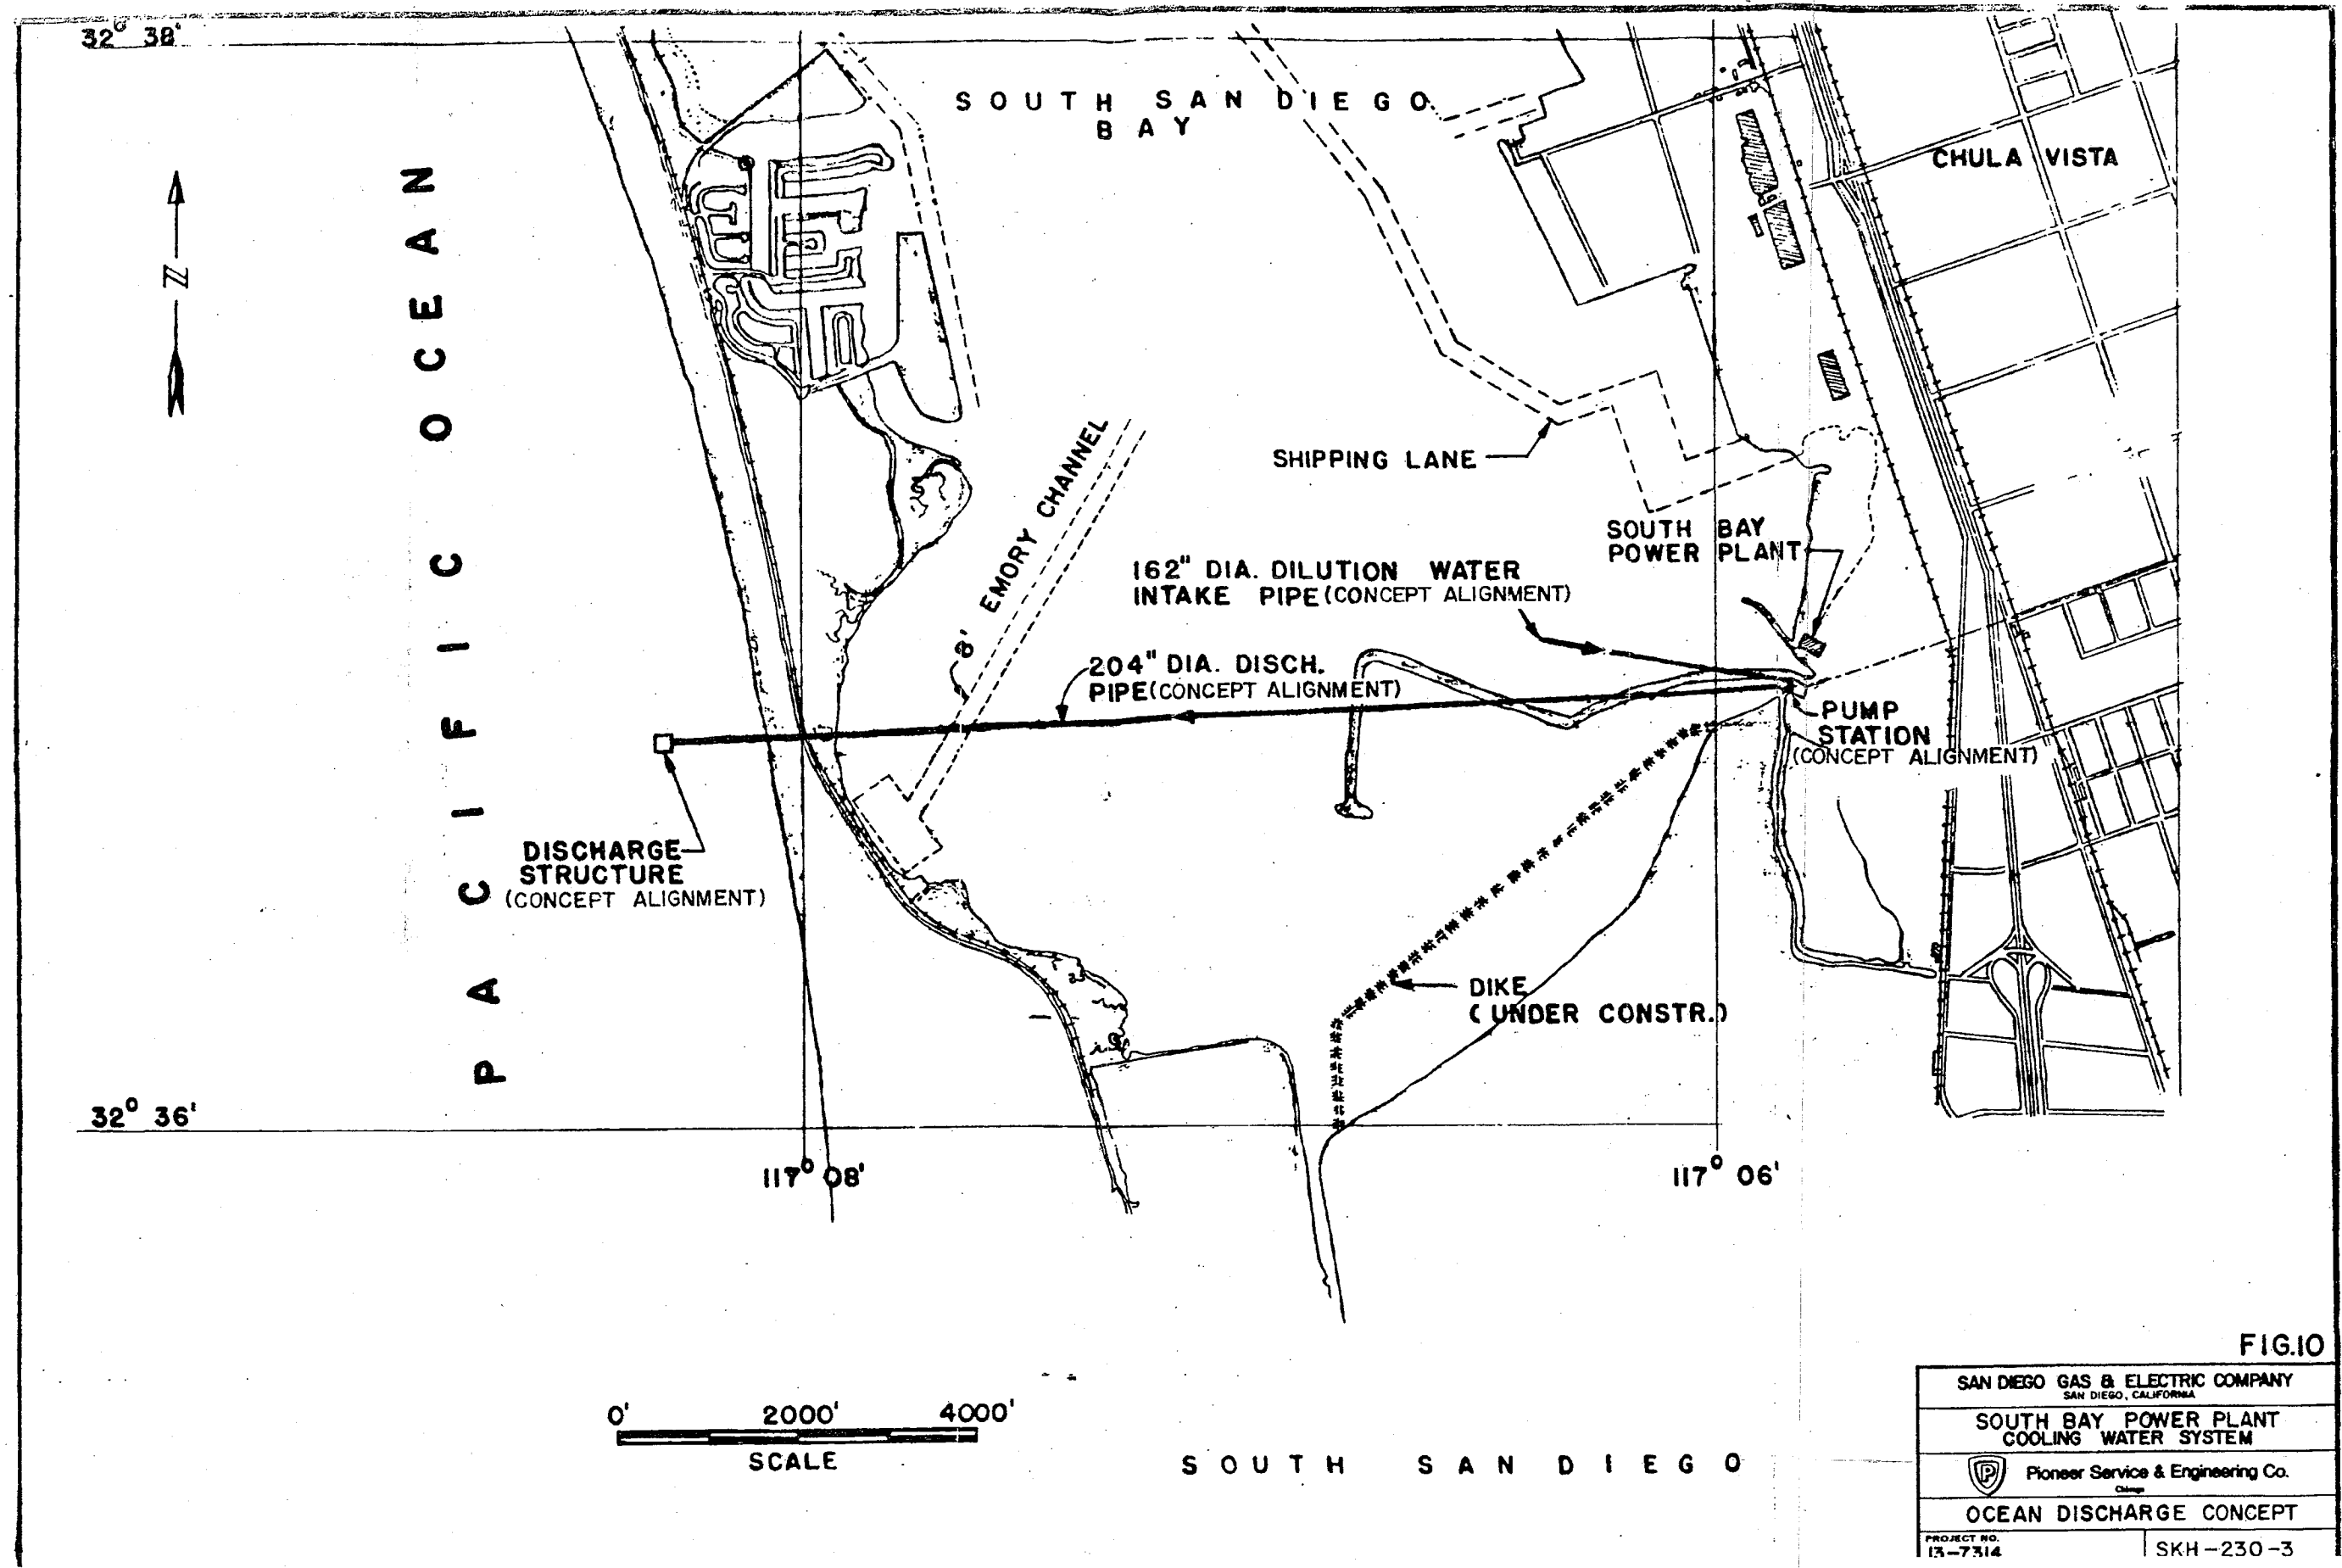 32° 38'
SOUTH SAN DIEGO
BAY
CHULA VISTA
N
PACIFIC OCEAN
8' EMORY CHANNEL
SHIPPING LANE
SOUTH BAY
POWER PLANT
162" DIA. DILUTION WATER
INTAKE PIPE (CONCEPT ALIGNMENT)
204" DIA. DISCH.
PIPE (CONCEPT ALIGNMENT)
PUMP
STATION
(CONCEPT ALIGNMENT)
DISCHARGE
STRUCTURE
(CONCEPT ALIGNMENT)
DIKE
(UNDER CONSTR.)
32° 36'
117° 08'
117° 06'
0' 2000' 4000'
SCALE
SOUTH SAN DIEGO
FIG.10
SAN DIEGO GAS & ELECTRIC COMPANY
SAN DIEGO, CALIFORNIA
SOUTH BAY POWER PLANT
COOLING WATER SYSTEM
P
Pioneer Service & Engineering Co.
Chicago
OCEAN DISCHARGE CONCEPT
PROJECT NO.
13-7314
SKH-230-3